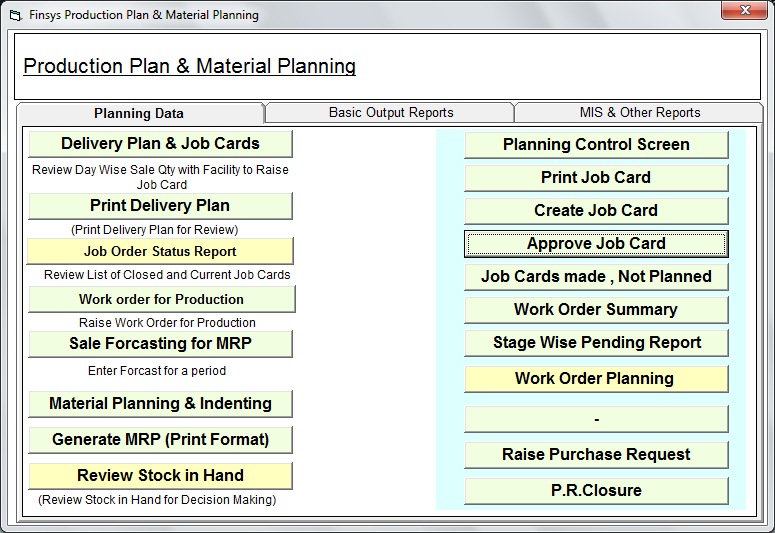 Finsys Production Plan & Material Planning
Production Plan & Material Planning
Planning Data
Basic Output Reports
MIS & Other Reports
Delivery Plan & Job Cards
Review Day Wise Sale Qty with Facility to Raise
Job Card
Print Delivery Plan
(Print Delivery Plan for Review)
Job Order Status Report
Review List of Closed and Current Job Cards
Work order for Production
Raise Work Order for Production
Sale Forcasting for MRP
Enter Forcast for a period
Material Planning & Indenting
Generate MRP (Print Format)
Review Stock in Hand
(Review Stock in Hand for Decision Making)
Planning Control Screen
Print Job Card
Create Job Card
Approve Job Card
Job Cards made , Not Planned
Work Order Summary
Stage Wise Pending Report
Work Order Planning
-
Raise Purchase Request
P.R.Closure